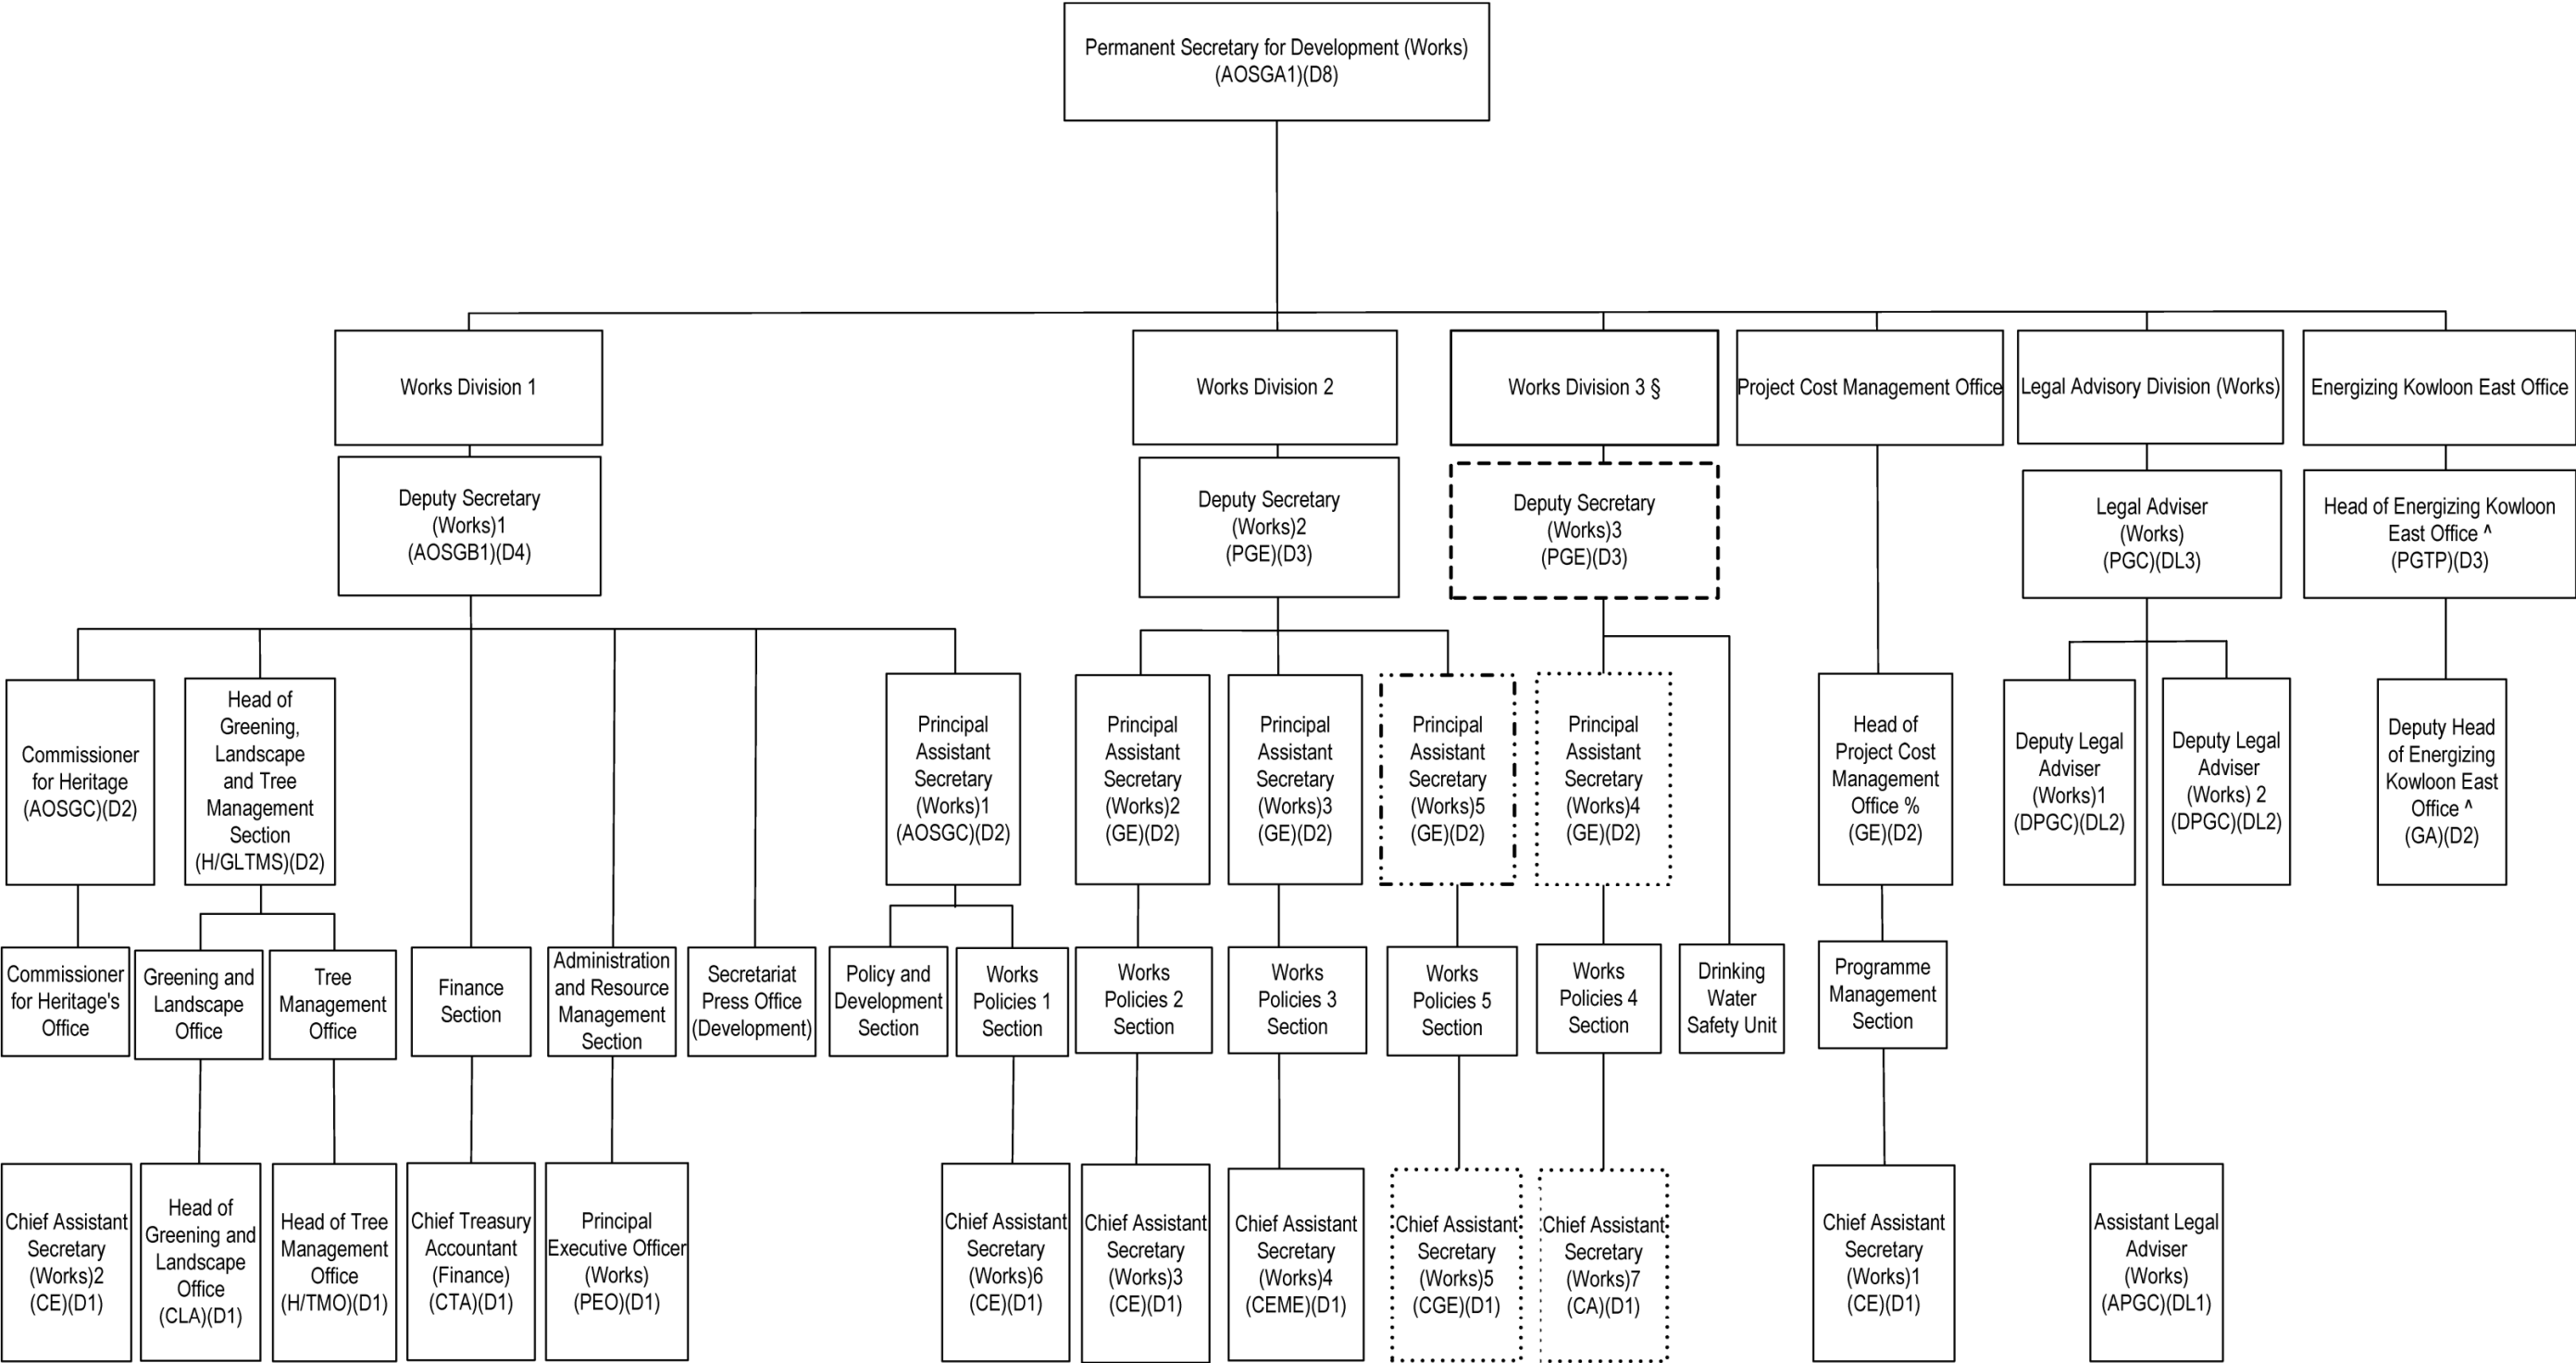 Permanent Secretary for Development (Works)
(AOSGA1)(D8)
Works Division 1
Works Division 2
Works Division 3 §
Project Cost Management Office
Legal Advisory Division (Works)
Energizing Kowloon East Office
Deputy Secretary
(Works)1
(AOSGB1)(D4)
Deputy Secretary
(Works)2
(PGE)(D3)
Deputy Secretary
(Works)3
(PGE)(D3)
Legal Adviser
(Works)
(PGC)(DL3)
Head of Energizing Kowloon
East Office ^
(PGTP)(D3)
Commissioner
for Heritage
(AOSGC)(D2)
Head of
Greening,
Landscape
and Tree
Management
Section
(H/GLTMS)(D2)
Principal
Assistant
Secretary
(Works)1
(AOSGC)(D2)
Principal
Assistant
Secretary
(Works)2
(GE)(D2)
Principal
Assistant
Secretary
(Works)3
(GE)(D2)
Principal
Assistant
Secretary
(Works)5
(GE)(D2)
Principal
Assistant
Secretary
(Works)4
(GE)(D2)
Head of
Project Cost
Management
Office %
(GE)(D2)
Deputy Legal
Adviser
(Works)1
(DPGC)(DL2)
Deputy Legal
Adviser
(Works) 2
(DPGC)(DL2)
Deputy Head
of Energizing
Kowloon East
Office ^
(GA)(D2)
Commissioner
for Heritage's
Office
Greening and
Landscape
Office
Tree
Management
Office
Finance
Section
Administration
and Resource
Management
Section
Secretariat
Press Office
(Development)
Policy and
Development
Section
Works
Policies 1
Section
Works
Policies 2
Section
Works
Policies 3
Section
Works
Policies 5
Section
Works
Policies 4
Section
Drinking
Water
Safety Unit
Programme
Management
Section
Chief Assistant
Secretary
(Works)2
(CE)(D1)
Head of
Greening and
Landscape
Office
(CLA)(D1)
Head of Tree
Management
Office
(H/TMO)(D1)
Chief Treasury
Accountant
(Finance)
(CTA)(D1)
Principal
Executive Officer
(Works)
(PEO)(D1)
Chief Assistant
Secretary
(Works)6
(CE)(D1)
Chief Assistant
Secretary
(Works)3
(CE)(D1)
Chief Assistant
Secretary
(Works)4
(CEME)(D1)
Chief Assistant
Secretary
(Works)5
(CGE)(D1)
Chief Assistant
Secretary
(Works)7
(CA)(D1)
Chief Assistant
Secretary
(Works)1
(CE)(D1)
Assistant Legal
Adviser
(Works)
(APGC)(DL1)